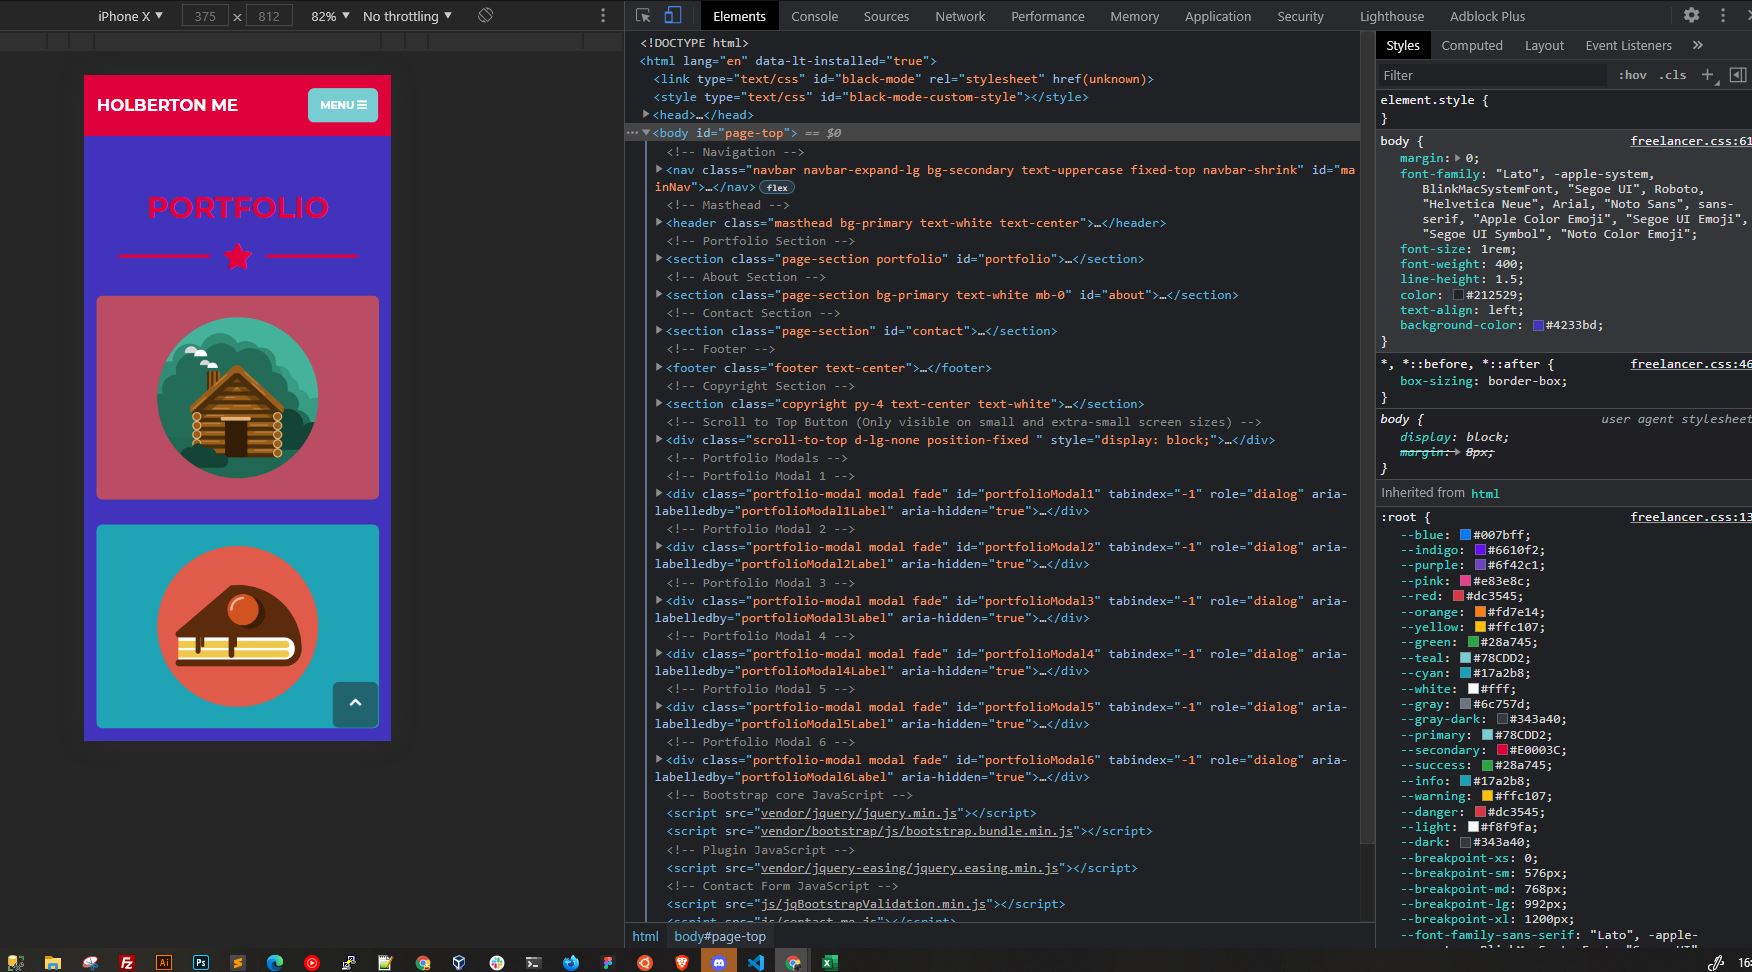 iPhone X ▼ 375 x 812 82% ▼ No throttling ▼
Elements Console Sources Network Performance Memory Application Security Lighthouse Adblock Plus
HOLBERTON ME
MENU
PORTFOLIO
<!DOCTYPE html>
<html lang="en" data-lt-installed="true">
<link type="text/css" id="black-mode" rel="stylesheet" href(unknown)>
<style type="text/css" id="black-mode-custom-style"></style>
<head>…</head>
<body id="page-top"> == $0
<!-- Navigation -->
<nav class="navbar navbar-expand-lg bg-secondary text-uppercase fixed-top navbar-shrink" id="ma
inNav">…</nav> flex
<!-- Masthead -->
<header class="masthead bg-primary text-white text-center">…</header>
<!-- Portfolio Section -->
<section class="page-section portfolio" id="portfolio">…</section>
<!-- About Section -->
<section class="page-section bg-primary text-white mb-0" id="about">…</section>
<!-- Contact Section -->
<section class="page-section" id="contact">…</section>
<!-- Footer -->
<footer class="footer text-center">…</footer>
<!-- Copyright Section -->
<section class="copyright py-4 text-center text-white">…</section>
<!-- Scroll to Top Button (Only visible on small and extra-small screen sizes) -->
<div class="scroll-to-top d-lg-none position-fixed " style="display: block;">…</div>
<!-- Portfolio Modals -->
<!-- Portfolio Modal 1 -->
<div class="portfolio-modal modal fade" id="portfolioModal1" tabindex="-1" role="dialog" aria-
labelledby="portfolioModal1Label" aria-hidden="true">…</div>
<!-- Portfolio Modal 2 -->
<div class="portfolio-modal modal fade" id="portfolioModal2" tabindex="-1" role="dialog" aria-
labelledby="portfolioModal2Label" aria-hidden="true">…</div>
<!-- Portfolio Modal 3 -->
<div class="portfolio-modal modal fade" id="portfolioModal3" tabindex="-1" role="dialog" aria-
labelledby="portfolioModal3Label" aria-hidden="true">…</div>
<!-- Portfolio Modal 4 -->
<div class="portfolio-modal modal fade" id="portfolioModal4" tabindex="-1" role="dialog" aria-
labelledby="portfolioModal4Label" aria-hidden="true">…</div>
<!-- Portfolio Modal 5 -->
<div class="portfolio-modal modal fade" id="portfolioModal5" tabindex="-1" role="dialog" aria-
labelledby="portfolioModal5Label" aria-hidden="true">…</div>
<!-- Portfolio Modal 6 -->
<div class="portfolio-modal modal fade" id="portfolioModal6" tabindex="-1" role="dialog" aria-
labelledby="portfolioModal6Label" aria-hidden="true">…</div>
<!-- Bootstrap core JavaScript -->
<script src="vendor/jquery/jquery.min.js"></script>
<script src="vendor/bootstrap/js/bootstrap.bundle.min.js"></script>
<!-- Plugin JavaScript -->
<script src="vendor/jquery-easing/jquery.easing.min.js"></script>
<!-- Contact Form JavaScript -->
<script src="js/jqBootstrapValidation.min.js"></script>
<script src="js/contact_me.js"></script>
html body#page-top
Styles Computed Layout Event Listeners »
Filter :hov .cls +
element.style {
}
body { freelancer.css:61
margin: 0;
font-family: "Lato", -apple-system,
BlinkMacSystemFont, "Segoe UI", Roboto,
"Helvetica Neue", Arial, "Noto Sans", sans-
serif, "Apple Color Emoji", "Segoe UI Emoji",
"Segoe UI Symbol", "Noto Color Emoji";
font-size: 1rem;
font-weight: 400;
line-height: 1.5;
color: #212529;
text-align: left;
background-color: #4233bd;
}
*, *::before, *::after { freelancer.css:46
box-sizing: border-box;
}
body { user agent stylesheet
display: block;
margin: 8px;
}
Inherited from html
:root { freelancer.css:13
--blue: #007bff;
--indigo: #6610f2;
--purple: #6f42c1;
--pink: #e83e8c;
--red: #dc3545;
--orange: #fd7e14;
--yellow: #ffc107;
--green: #28a745;
--teal: #78CDD2;
--cyan: #17a2b8;
--white: #fff;
--gray: #6c757d;
--gray-dark: #343a40;
--primary: #78CDD2;
--secondary: #E0003C;
--success: #28a745;
--info: #17a2b8;
--warning: #ffc107;
--danger: #dc3545;
--light: #f8f9fa;
--dark: #343a40;
--breakpoint-xs: 0;
--breakpoint-sm: 576px;
--breakpoint-md: 768px;
--breakpoint-lg: 992px;
--breakpoint-xl: 1200px;
--font-family-sans-serif: "Lato", -apple-
Fz Ai Ps
16: